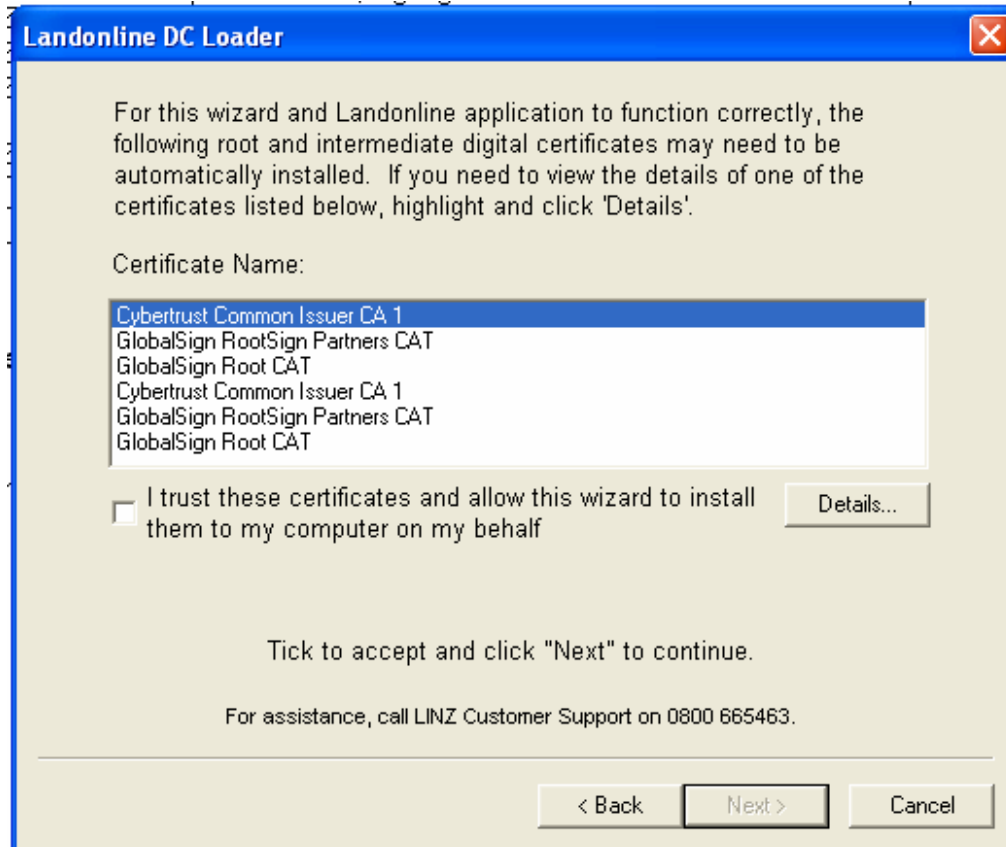 Landonline DC Loader
For this wizard and Landonline application to function correctly, the
following root and intermediate digital certificates may need to be
automatically installed.  If you need to view the details of one of the
certificates listed below, highlight and click 'Details'.
Certificate Name:
Cybertrust Common Issuer CA 1
GlobalSign RootSign Partners CAT
GlobalSign Root CAT
Cybertrust Common Issuer CA 1
GlobalSign RootSign Partners CAT
GlobalSign Root CAT
I trust these certificates and allow this wizard to install
them to my computer on my behalf
Details...
Tick to accept and click "Next" to continue.
For assistance, call LINZ Customer Support on 0800 665463.
< Back
Next >
Cancel